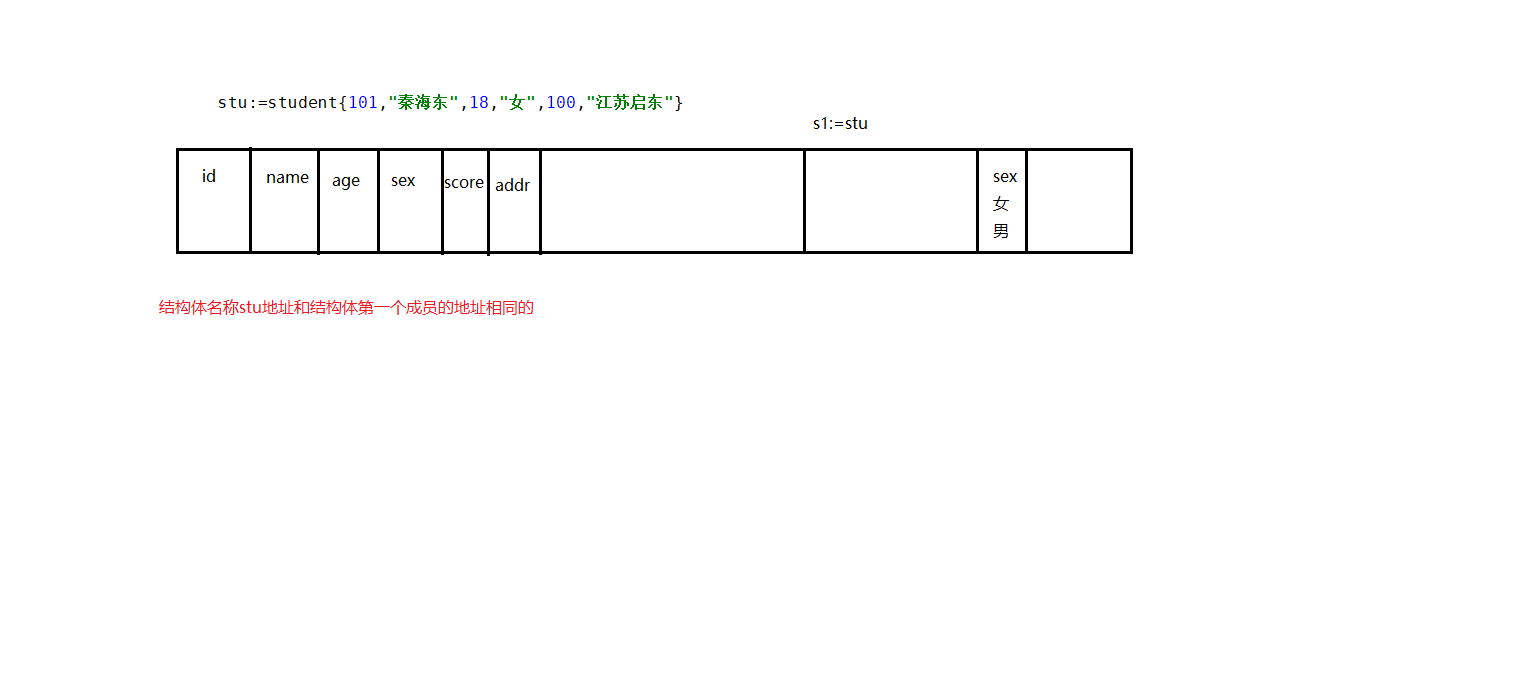 stu:=student{101,"秦海东",18,"女",100,"江苏启东"}
s1:=stu
id
name
age
sex
score
addr
sex
女
男
结构体名称stu地址和结构体第一个成员的地址相同的